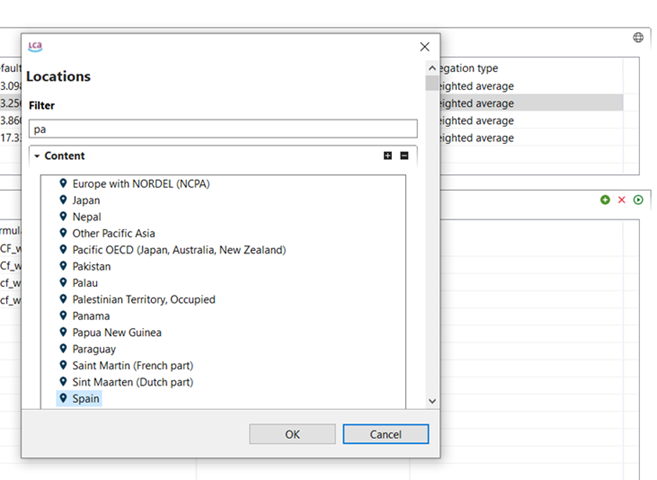 LCA
Locations
Filter
pa
Content
Europe with NORDEL (NCPA)
Japan
Nepal
Other Pacific Asia
Pacific OECD (Japan, Australia, New Zealand)
Pakistan
Palau
Palestinian Territory, Occupied
Panama
Papua New Guinea
Paraguay
Saint Martin (French part)
Sint Maarten (Dutch part)
Spain
OK
Cancel
efault
3.098
3.256
3.866
17.33
egation type
eighted average
eighted average
eighted average
eighted average
ormula
CF_w
Cf_w
cf_w
cf_w